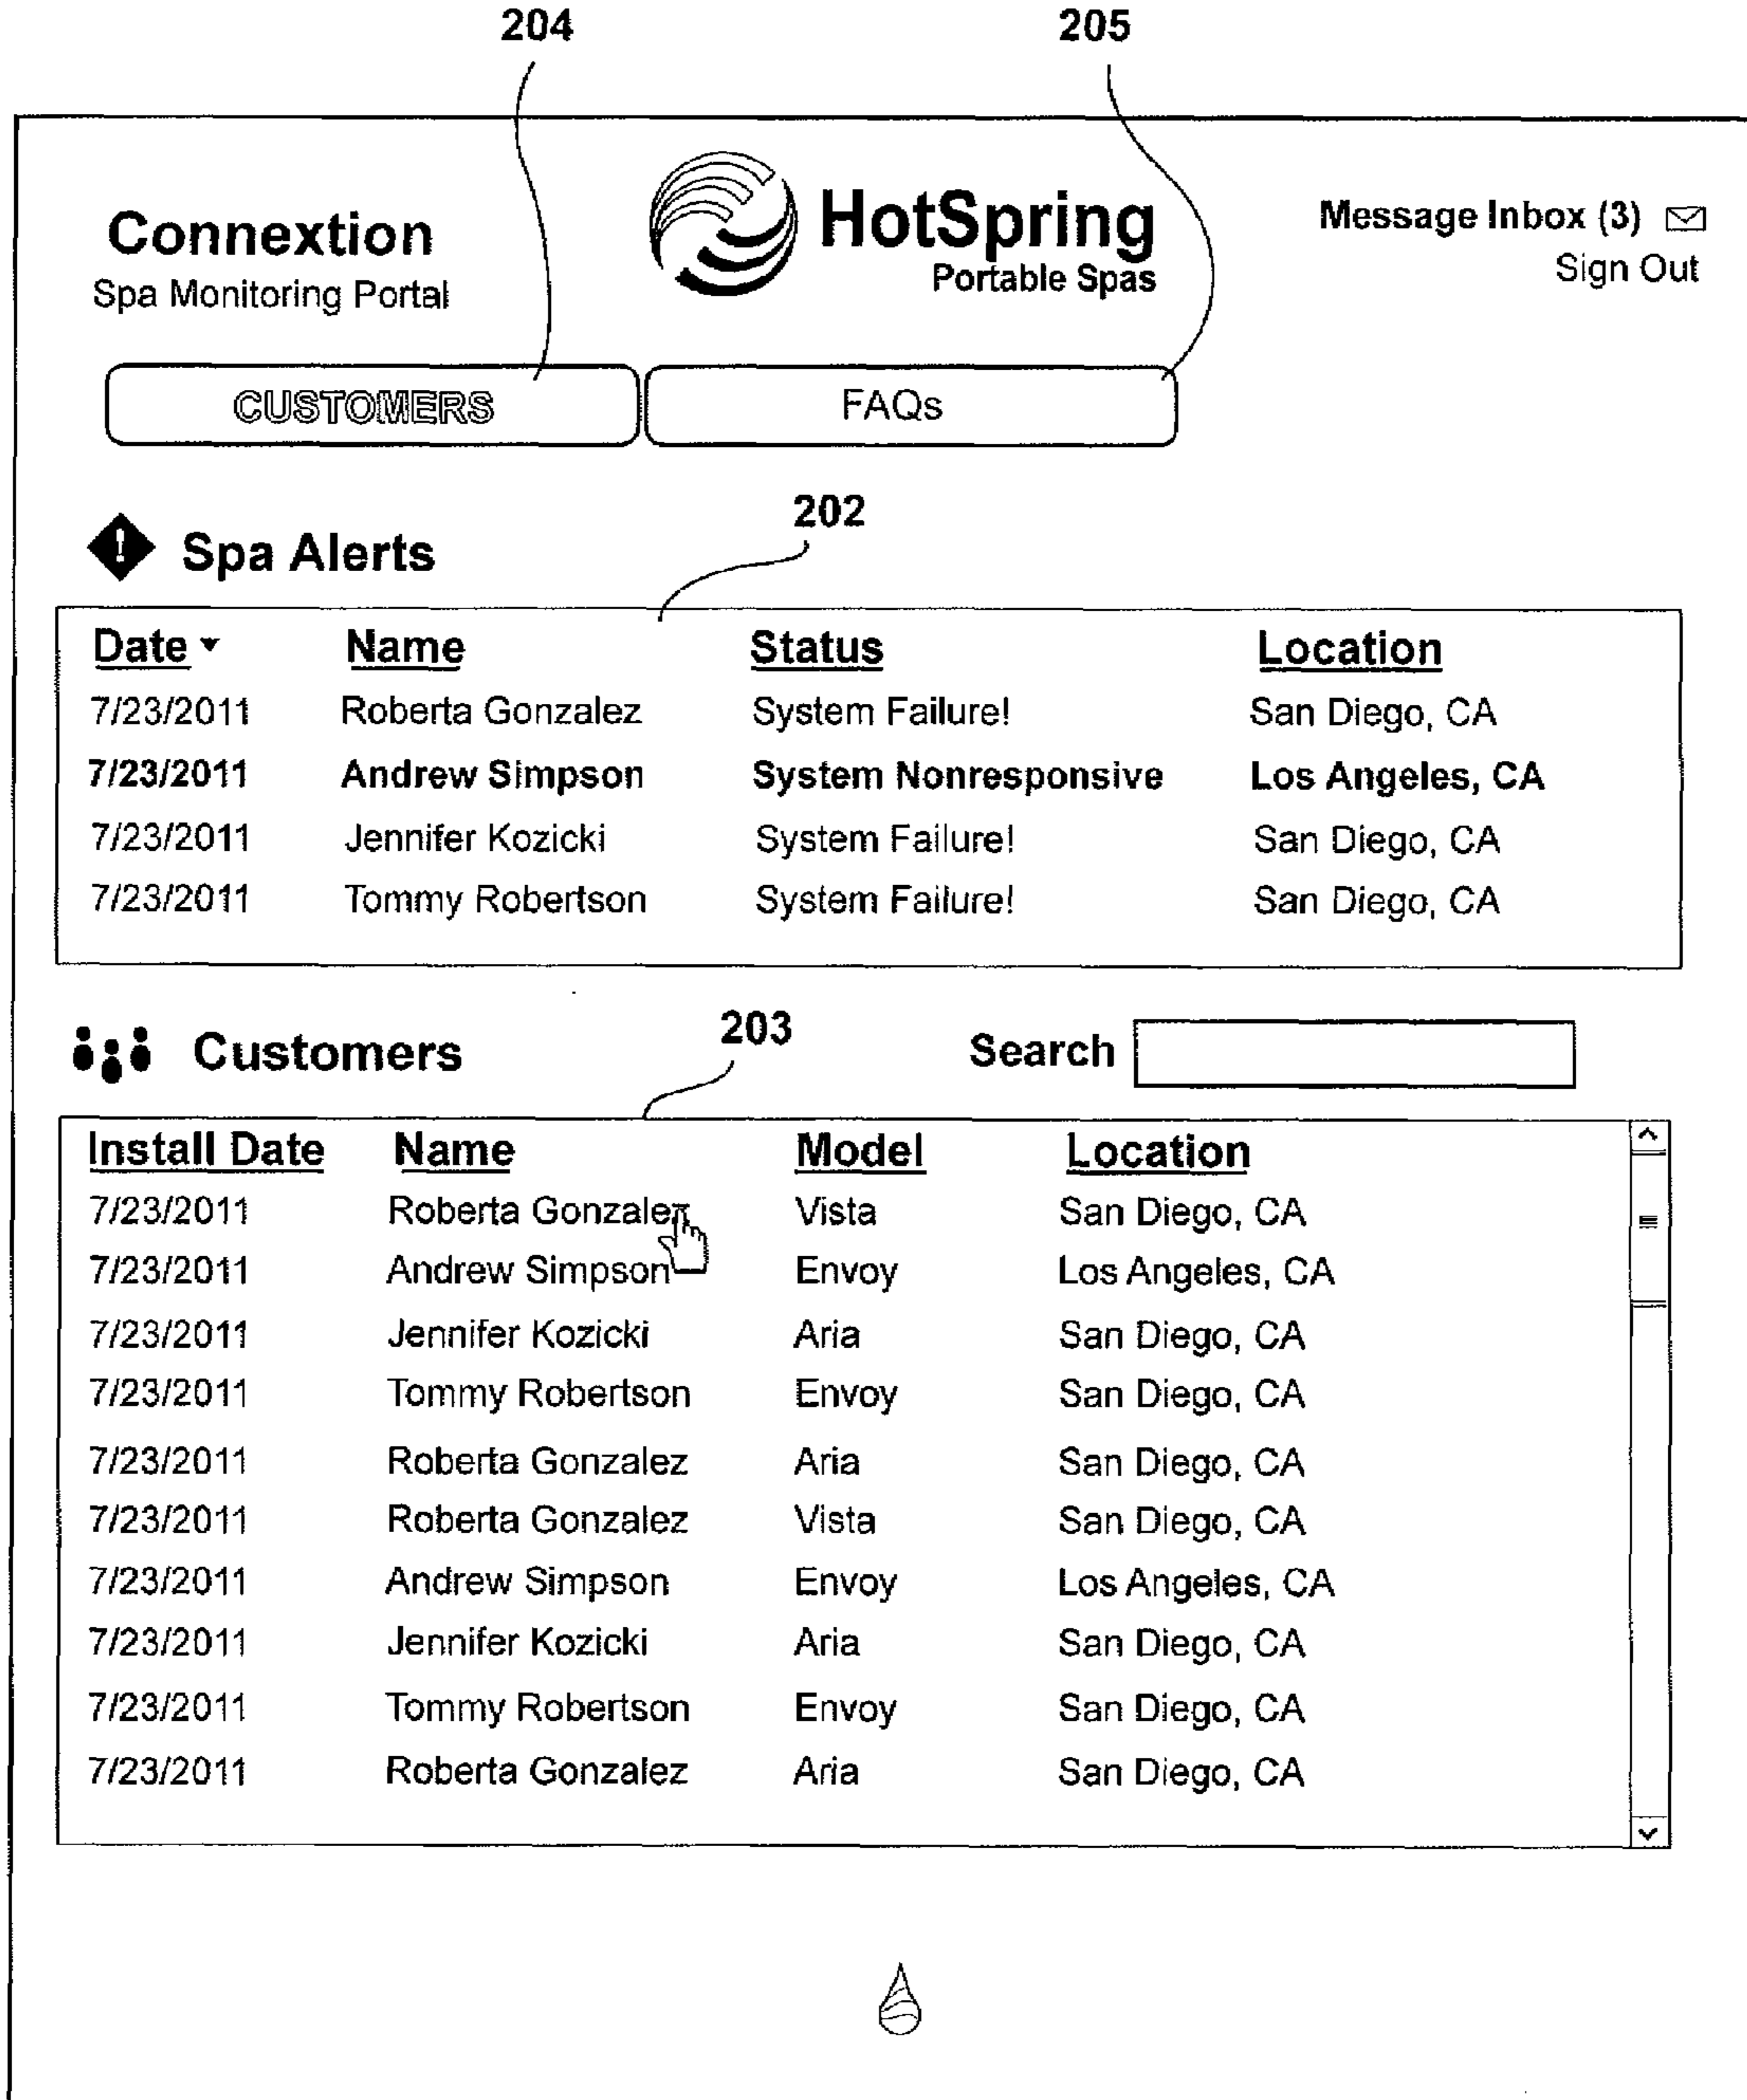 204 205
Connextion HotSpring Message Inbox (3)
Spa Monitoring Portal Portable Spas Sign Out
CUSTOMERS FAQs
202
! Spa Alerts
Date Name Status Location
7/23/2011 Roberta Gonzalez System Failure! San Diego, CA
7/23/2011 Andrew Simpson System Nonresponsive Los Angeles, CA
7/23/2011 Jennifer Kozicki System Failure! San Diego, CA
7/23/2011 Tommy Robertson System Failure! San Diego, CA
203
Customers Search
Install Date Name Model Location
7/23/2011 Roberta Gonzalez Vista San Diego, CA
7/23/2011 Andrew Simpson Envoy Los Angeles, CA
7/23/2011 Jennifer Kozicki Aria San Diego, CA
7/23/2011 Tommy Robertson Envoy San Diego, CA
7/23/2011 Roberta Gonzalez Aria San Diego, CA
7/23/2011 Roberta Gonzalez Vista San Diego, CA
7/23/2011 Andrew Simpson Envoy Los Angeles, CA
7/23/2011 Jennifer Kozicki Aria San Diego, CA
7/23/2011 Tommy Robertson Envoy San Diego, CA
7/23/2011 Roberta Gonzalez Aria San Diego, CA